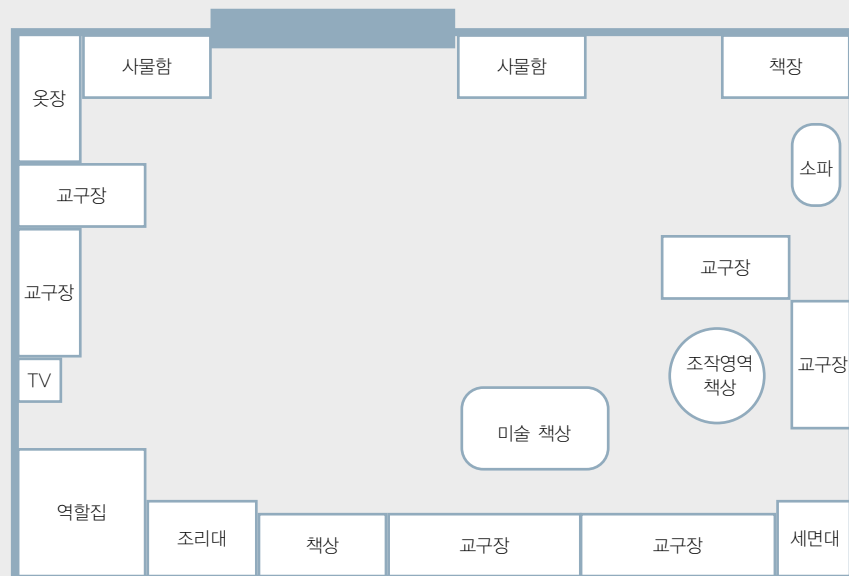 사물함
사물함
책장
옷장
소파
교구장
교구장
교구장
TV
조작영역
책상
교구장
미술 책상
역할집
조리대
책상
교구장
교구장
세면대